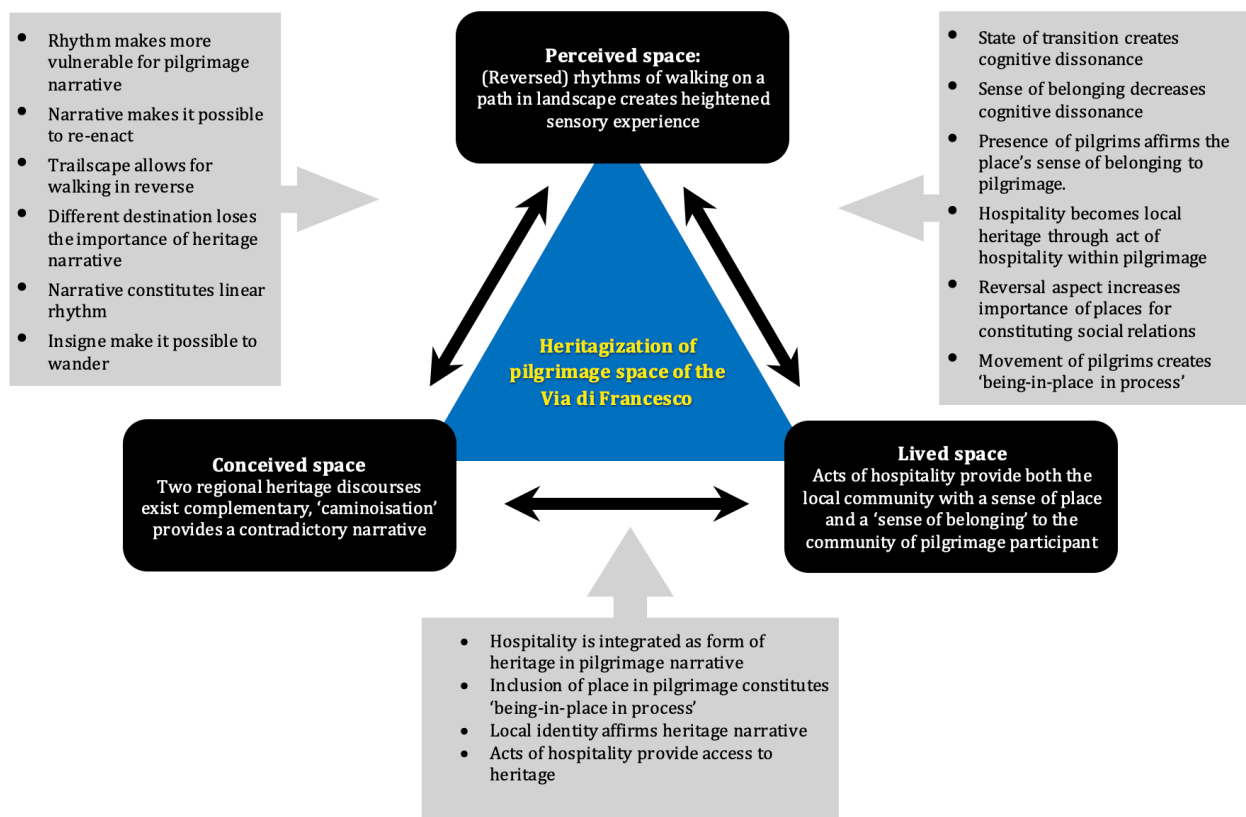 • Rhythm makes more
vulnerable for pilgrimage
narrative
• Narrative makes it possible
to re-enact
• Trailscape allows for
walking in reverse
• Different destination loses
the importance of heritage
narrative
• Narrative constitutes linear
rhythm
• Insigne make it possible to
wander
Perceived space:
(Reversed) rhythms of walking on a
path in landscape creates heightened
sensory experience
• State of transition creates
cognitive dissonance
• Sense of belonging decreases
cognitive dissonance
• Presence of pilgrims affirms the
place’s sense of belonging to
pilgrimage.
• Hospitality becomes local
heritage through act of
hospitality within pilgrimage
• Reversal aspect increases
importance of places for
constituting social relations
• Movement of pilgrims creates
‘being-in-place in process’
Heritagization of
pilgrimage space of the
Via di Francesco
Conceived space
Two regional heritage discourses
exist complementary, ‘caminoisation’
provides a contradictory narrative
Lived space
Acts of hospitality provide both the
local community with a sense of place
and a ‘sense of belonging’ to the
community of pilgrimage participant
• Hospitality is integrated as form of
heritage in pilgrimage narrative
• Inclusion of place in pilgrimage constitutes
‘being-in-place in process’
• Local identity affirms heritage narrative
• Acts of hospitality provide access to
heritage